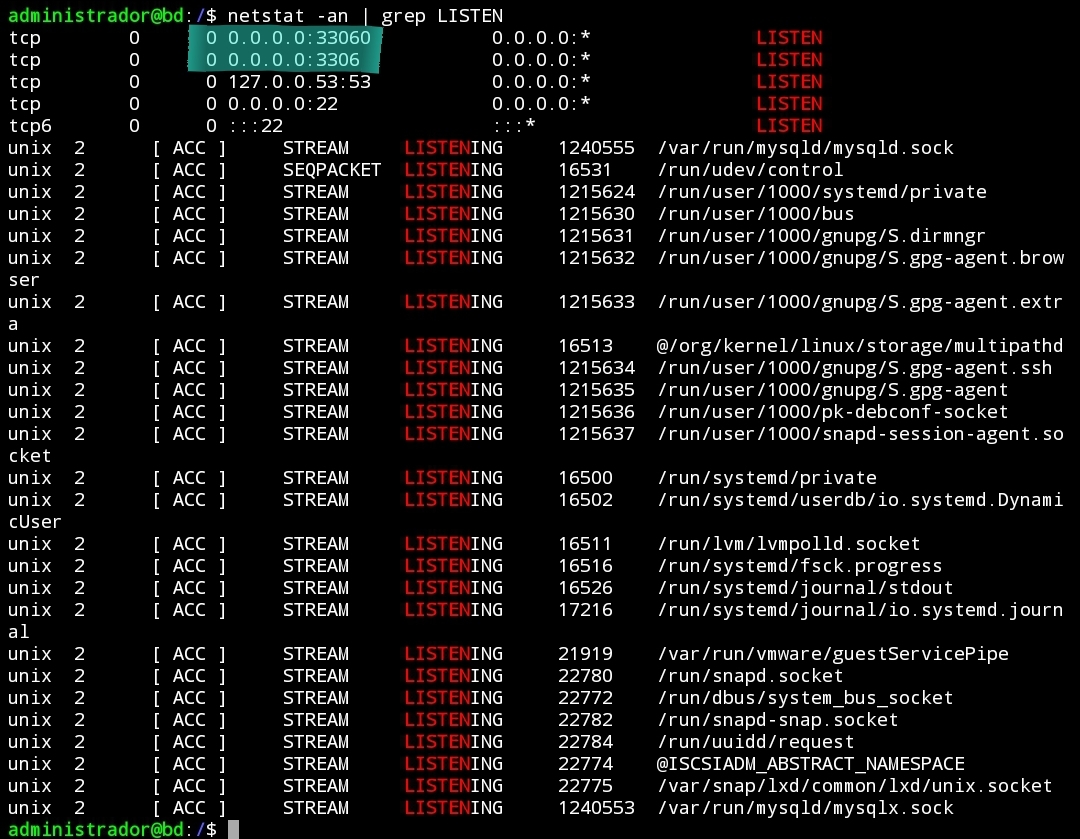 administrador@bd:/$ netstat -an | grep LISTEN
tcp        0      0 0.0.0.0:33060           0.0.0.0:*               LISTEN
tcp        0      0 0.0.0.0:3306            0.0.0.0:*               LISTEN
tcp        0      0 127.0.0.53:53           0.0.0.0:*               LISTEN
tcp        0      0 0.0.0.0:22              0.0.0.0:*               LISTEN
tcp6       0      0 :::22                   :::*                    LISTEN
unix  2      [ ACC ]     STREAM     LISTENING     1240555  /var/run/mysqld/mysqld.sock
unix  2      [ ACC ]     SEQPACKET  LISTENING     16531    /run/udev/control
unix  2      [ ACC ]     STREAM     LISTENING     1215624  /run/user/1000/systemd/private
unix  2      [ ACC ]     STREAM     LISTENING     1215630  /run/user/1000/bus
unix  2      [ ACC ]     STREAM     LISTENING     1215631  /run/user/1000/gnupg/S.dirmngr
unix  2      [ ACC ]     STREAM     LISTENING     1215632  /run/user/1000/gnupg/S.gpg-agent.brow
ser
unix  2      [ ACC ]     STREAM     LISTENING     1215633  /run/user/1000/gnupg/S.gpg-agent.extr
a
unix  2      [ ACC ]     STREAM     LISTENING     16513    @/org/kernel/linux/storage/multipathd
unix  2      [ ACC ]     STREAM     LISTENING     1215634  /run/user/1000/gnupg/S.gpg-agent.ssh
unix  2      [ ACC ]     STREAM     LISTENING     1215635  /run/user/1000/gnupg/S.gpg-agent
unix  2      [ ACC ]     STREAM     LISTENING     1215636  /run/user/1000/pk-debconf-socket
unix  2      [ ACC ]     STREAM     LISTENING     1215637  /run/user/1000/snapd-session-agent.so
cket
unix  2      [ ACC ]     STREAM     LISTENING     16500    /run/systemd/private
unix  2      [ ACC ]     STREAM     LISTENING     16502    /run/systemd/userdb/io.systemd.Dynami
cUser
unix  2      [ ACC ]     STREAM     LISTENING     16511    /run/lvm/lvmpolld.socket
unix  2      [ ACC ]     STREAM     LISTENING     16516    /run/systemd/fsck.progress
unix  2      [ ACC ]     STREAM     LISTENING     16526    /run/systemd/journal/stdout
unix  2      [ ACC ]     STREAM     LISTENING     17216    /run/systemd/journal/io.systemd.journ
al
unix  2      [ ACC ]     STREAM     LISTENING     21919    /var/run/vmware/guestServicePipe
unix  2      [ ACC ]     STREAM     LISTENING     22780    /run/snapd.socket
unix  2      [ ACC ]     STREAM     LISTENING     22772    /run/dbus/system_bus_socket
unix  2      [ ACC ]     STREAM     LISTENING     22782    /run/snapd-snap.socket
unix  2      [ ACC ]     STREAM     LISTENING     22784    /run/uuidd/request
unix  2      [ ACC ]     STREAM     LISTENING     22774    @ISCSIADM_ABSTRACT_NAMESPACE
unix  2      [ ACC ]     STREAM     LISTENING     22775    /var/snap/lxd/common/lxd/unix.socket
unix  2      [ ACC ]     STREAM     LISTENING     1240553  /var/run/mysqld/mysqlx.sock
administrador@bd:/$